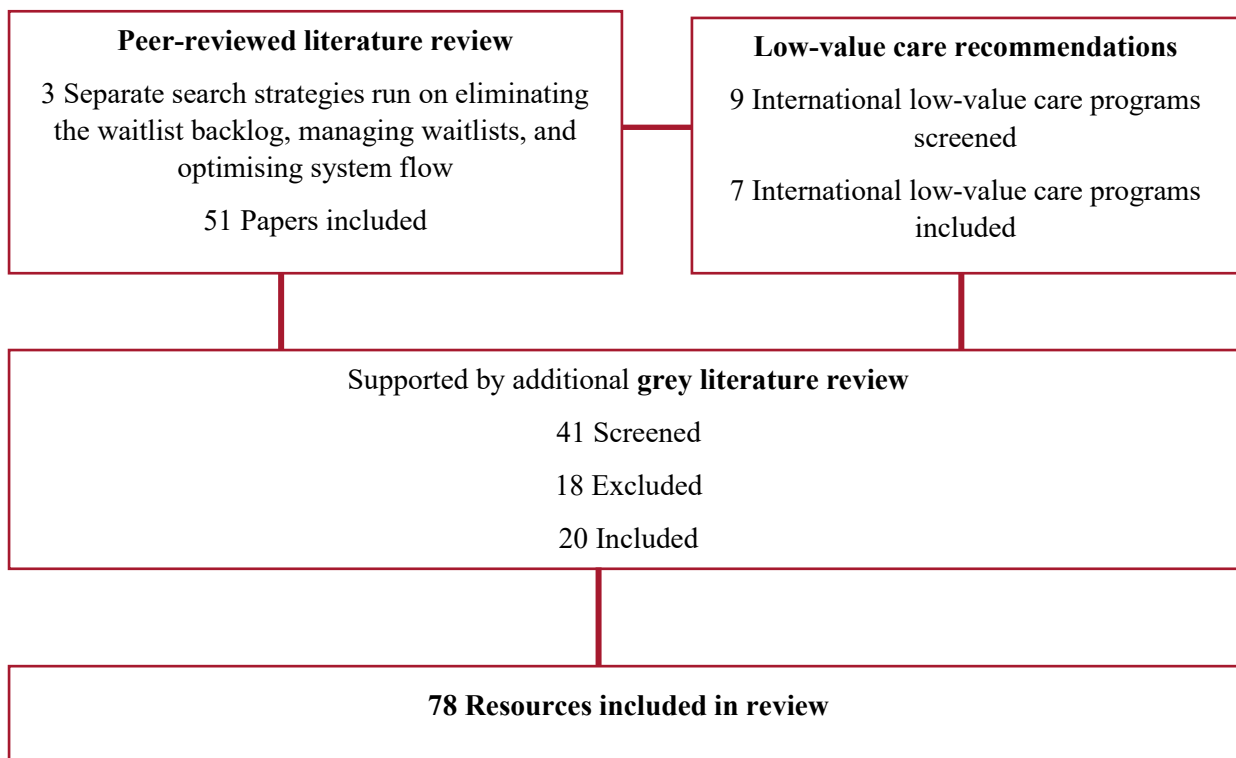 Peer-reviewed literature review
3 Separate search strategies run on eliminating
the waitlist backlog, managing waitlists, and
optimising system flow
51 Papers included
Low-value care recommendations
9 International low-value care programs
screened
7 International low-value care programs
included
Supported by additional grey literature review
41 Screened
18 Excluded
20 Included
78 Resources included in review